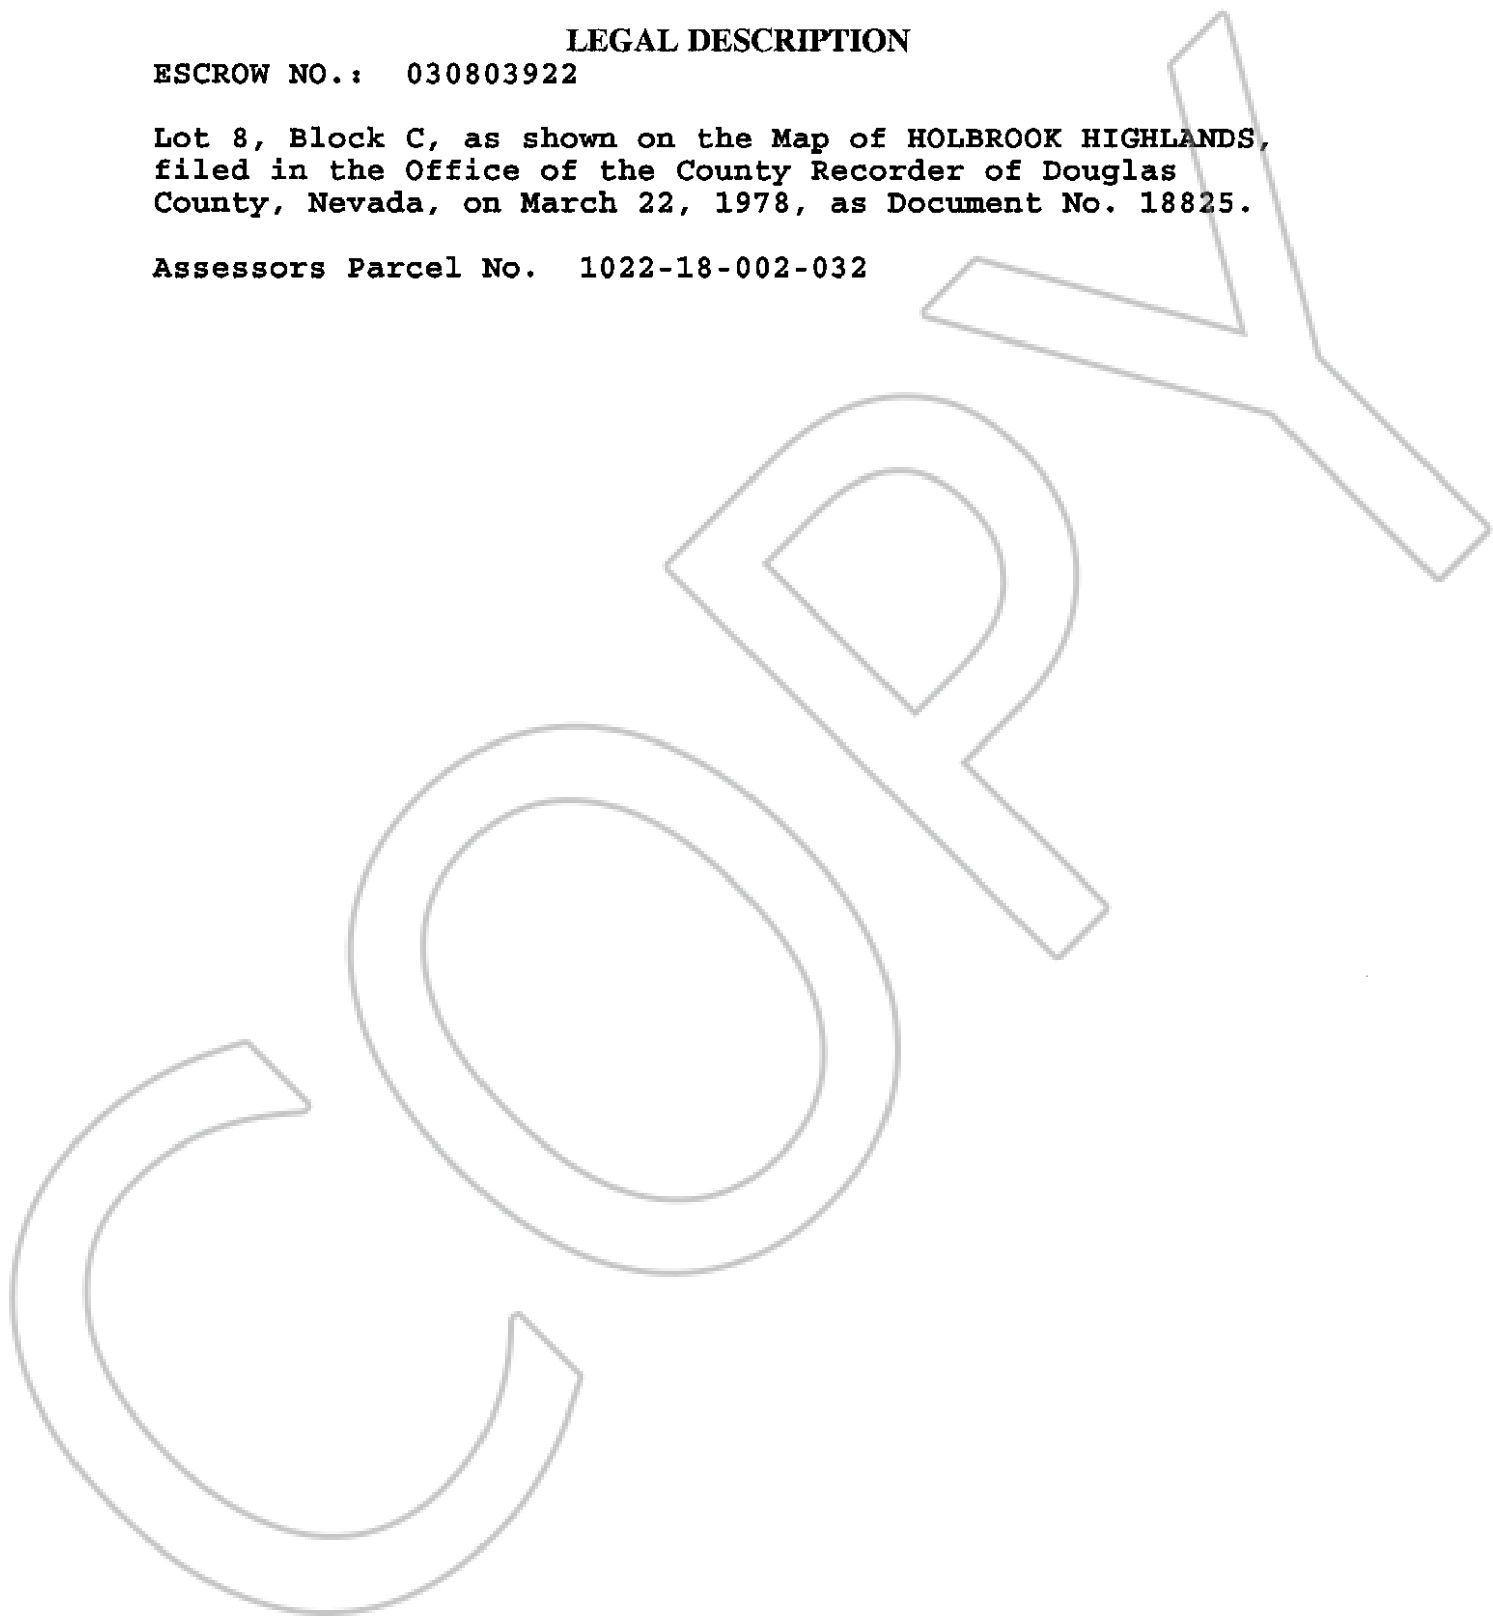 LEGAL DESCRIPTION
ESCROW NO.: 030803922
Lot 8, Block C, as shown on the Map of HOLBROOK HIGHLANDS,
filed in the Office of the County Recorder of Douglas
County, Nevada, on March 22, 1978, as Document No. 18825.
Assessors Parcel No. 1022-18-002-032
COPY